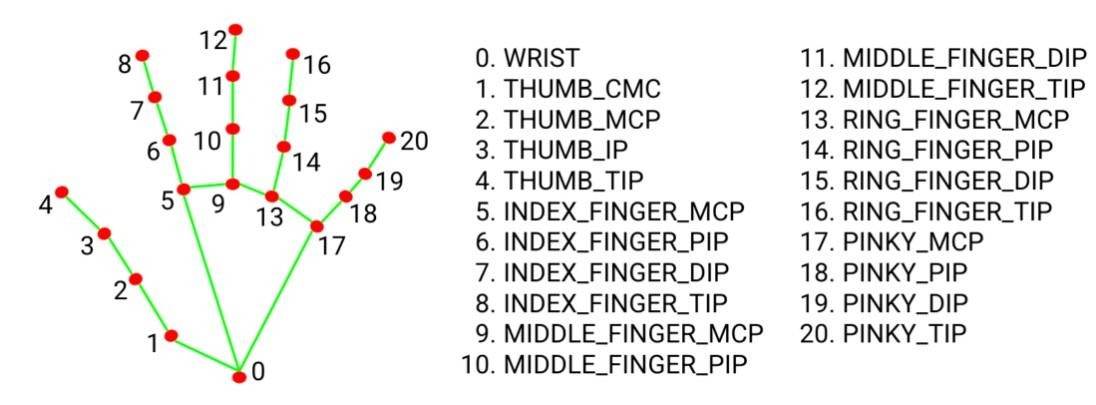 12
8
16
11
7
15
10
6
14
20
19
4
5
9
13
18
3
17
2
1
0
0. WRIST
1. THUMB_CMC
2. THUMB_MCP
3. THUMB_IP
4. THUMB_TIP
5. INDEX_FINGER_MCP
6. INDEX_FINGER_PIP
7. INDEX_FINGER_DIP
8. INDEX_FINGER_TIP
9. MIDDLE_FINGER_MCP
10. MIDDLE_FINGER_PIP
11. MIDDLE_FINGER_DIP
12. MIDDLE_FINGER_TIP
13. RING_FINGER_MCP
14. RING_FINGER_PIP
15. RING_FINGER_DIP
16. RING_FINGER_TIP
17. PINKY_MCP
18. PINKY_PIP
19. PINKY_DIP
20. PINKY_TIP